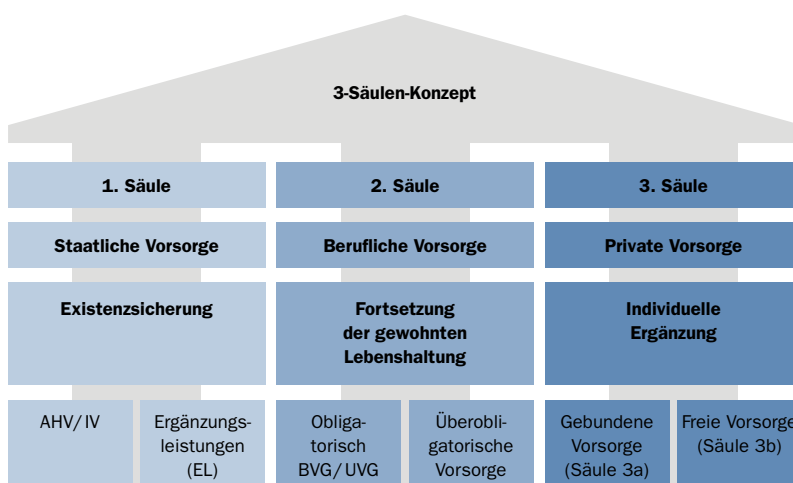 3-Säulen-Konzept
1. Säule
2. Säule
3. Säule
Staatliche Vorsorge
Berufliche Vorsorge
Private Vorsorge
Existenzsicherung
Fortsetzung
der gewohnten
Lebenshaltung
Individuelle
Ergänzung
AHV/IV
Ergänzungs-
leistungen
(EL)
Obliga-
torisch
BVG/UVG
Überobli-
gatorische
Vorsorge
Gebundene
Vorsorge
(Säule 3a)
Freie Vorsorge
(Säule 3b)